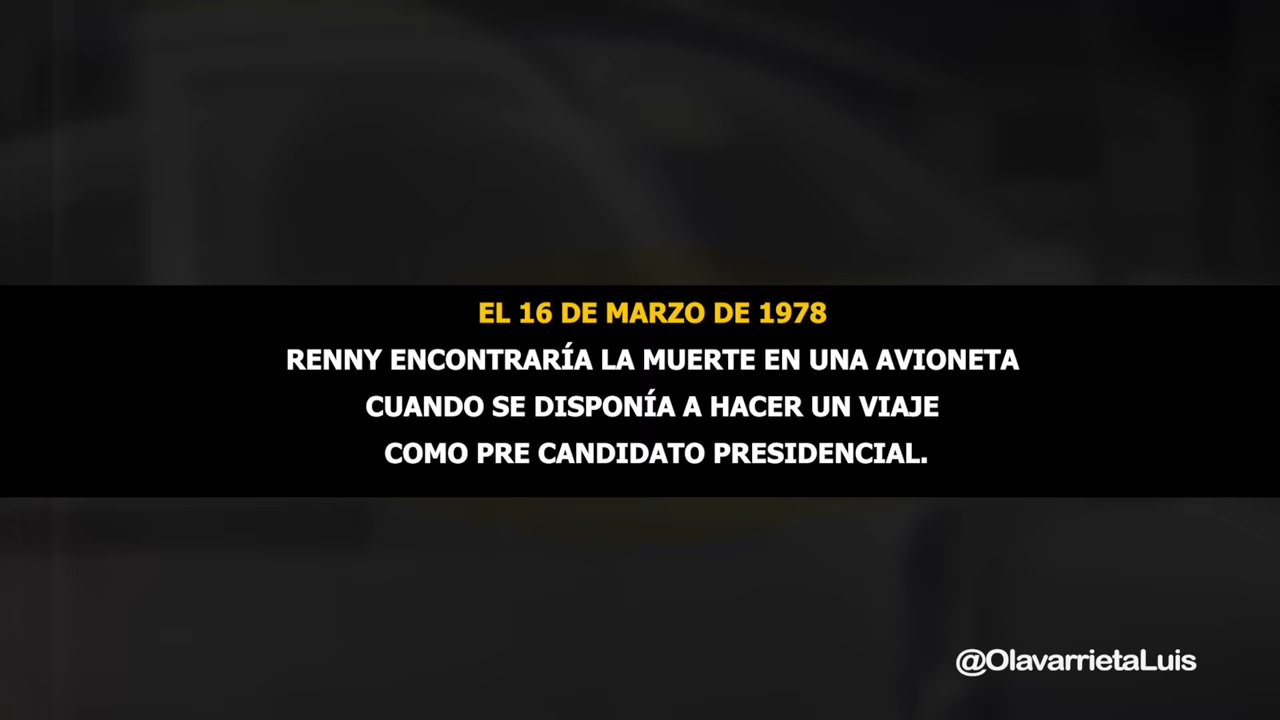 EL 16 DE MARZO DE 1978
RENNY ENCONTRARÍA LA MUERTE EN UNA AVIONETA
CUANDO SE DISPONÍA A HACER UN VIAJE
COMO PRE CANDIDATO PRESIDENCIAL.
@OlavarrietaLuis